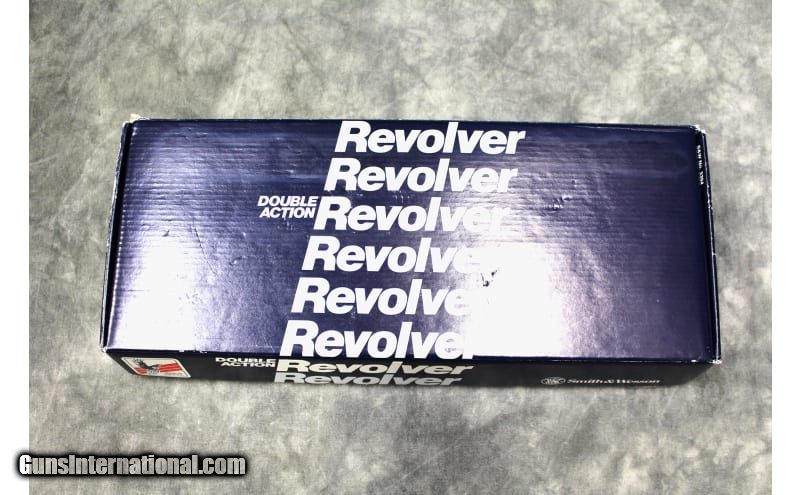 Revolver
Revolver
DOUBLE
ACTION Revolver
Revolver
Revolver
Revolver
DOUBLE
ACTION Revolver
Revolver
Smith & Wesson
GunsInternational.com